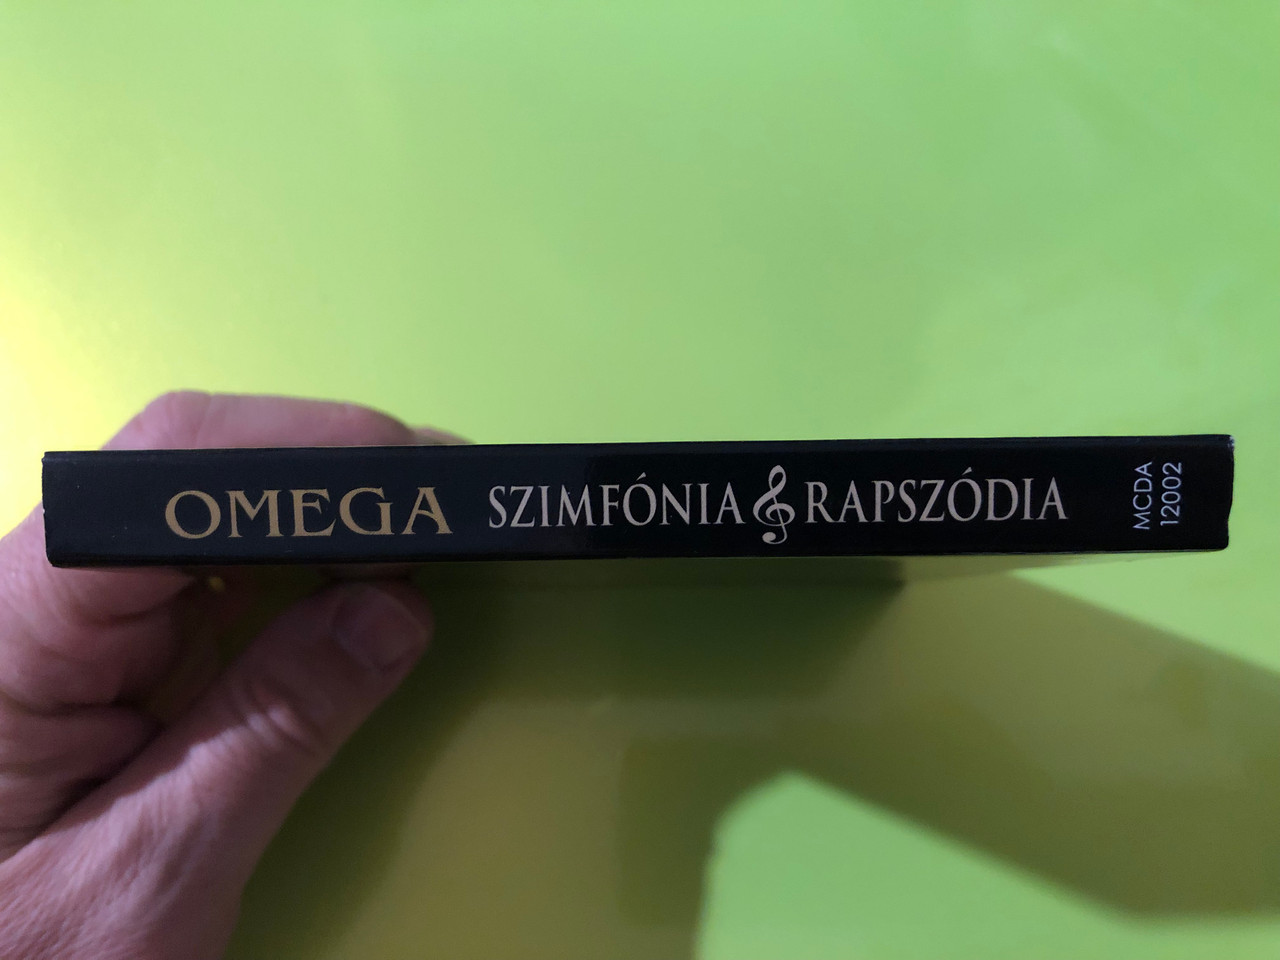 OMEGA SZIMFÓNIA & RAPSZÓDIA
MCDA
12002